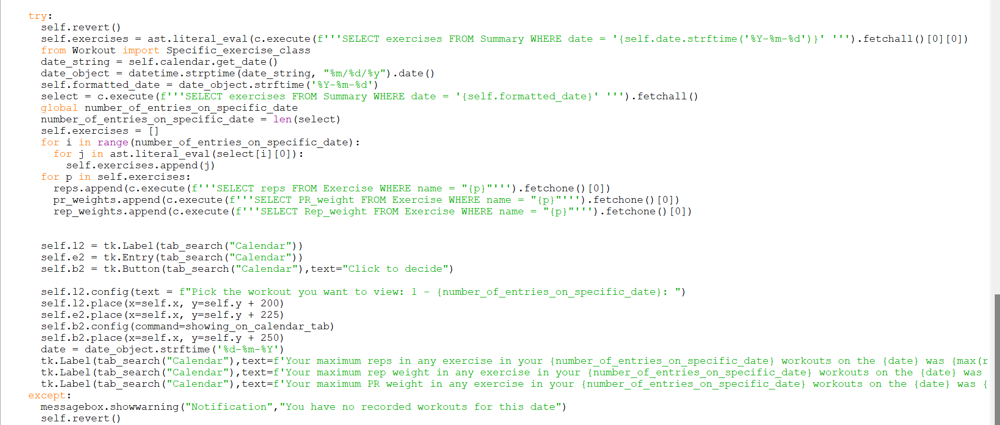 try:
self.revert()
self.exercises = ast.literal_eval(c.execute(f'''SELECT exercises FROM Summary WHERE date = '{self.date.strftime('%Y-%m-%d')}' ''').fetchall()[0][0])
from Workout import Specific_exercise_class
date_string = self.calendar.get_date()
date_object = datetime.strptime(date_string, "%m/%d/%y").date()
self.formatted_date = date_object.strftime('%Y-%m-%d')
select = c.execute(f'''SELECT exercises FROM Summary WHERE date = '{self.formatted_date}' ''').fetchall()
global number_of_entries_on_specific_date
number_of_entries_on_specific_date = len(select)
self.exercises = []
for i in range(number_of_entries_on_specific_date):
for j in ast.literal_eval(select[i][0]):
self.exercises.append(j)
for p in self.exercises:
reps.append(c.execute(f'''SELECT reps FROM Exercise WHERE name = "{p}"''').fetchone()[0])
pr_weights.append(c.execute(f'''SELECT PR_weight FROM Exercise WHERE name = "{p}"''').fetchone()[0])
rep_weights.append(c.execute(f'''SELECT Rep_weight FROM Exercise WHERE name = "{p}"''').fetchone()[0])
self.l2 = tk.Label(tab_search("Calendar"))
self.e2 = tk.Entry(tab_search("Calendar"))
self.b2 = tk.Button(tab_search("Calendar"),text="Click to decide")
self.l2.config(text = f"Pick the workout you want to view: 1 - {number_of_entries_on_specific_date}: ")
self.l2.place(x=self.x, y=self.y + 200)
self.e2.place(x=self.x, y=self.y + 225)
self.b2.config(command=showing_on_calendar_tab)
self.b2.place(x=self.x, y=self.y + 250)
date = date_object.strftime('%d-%m-%Y')
tk.Label(tab_search("Calendar"),text=f'Your maximum reps in any exercise in your {number_of_entries_on_specific_date} workouts on the {date} was {max(r
tk.Label(tab_search("Calendar"),text=f'Your maximum rep weight in any exercise in your {number_of_entries_on_specific_date} workouts on the {date} was
tk.Label(tab_search("Calendar"),text=f'Your maximum PR weight in any exercise in your {number_of_entries_on_specific_date} workouts on the {date} was {
except:
messagebox.showwarning("Notification","You have no recorded workouts for this date")
self.revert()